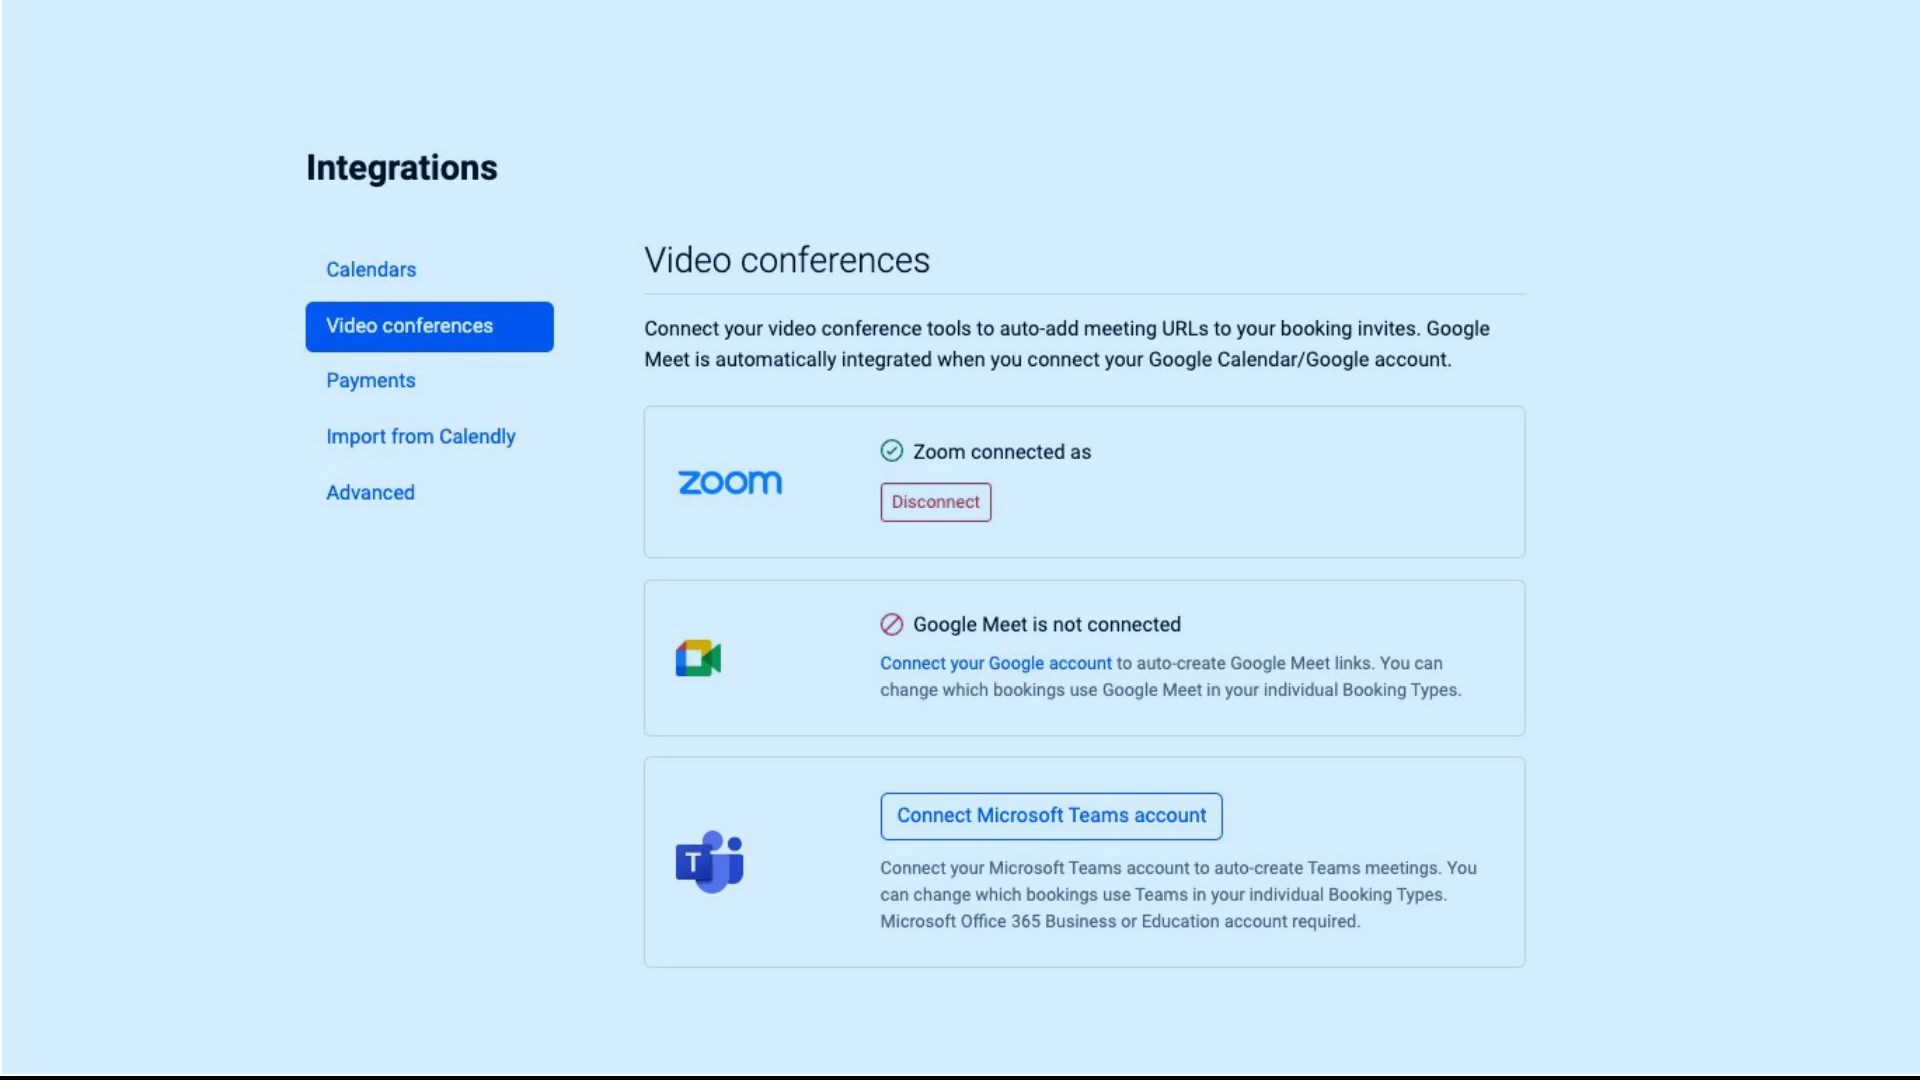 Integrations
Calendars
Video conferences
Payments
Import from Calendly
Advanced
Video conferences
Connect your video conference tools to auto-add meeting URLs to your booking invites. Google
Meet is automatically integrated when you connect your Google Calendar/Google account.
zoom
Zoom connected as
Disconnect
Google Meet is not connected
Connect your Google account to auto-create Google Meet links. You can
change which bookings use Google Meet in your individual Booking Types.
T
Connect Microsoft Teams account
Connect your Microsoft Teams account to auto-create Teams meetings. You
can change which bookings use Teams in your individual Booking Types.
Microsoft Office 365 Business or Education account required.